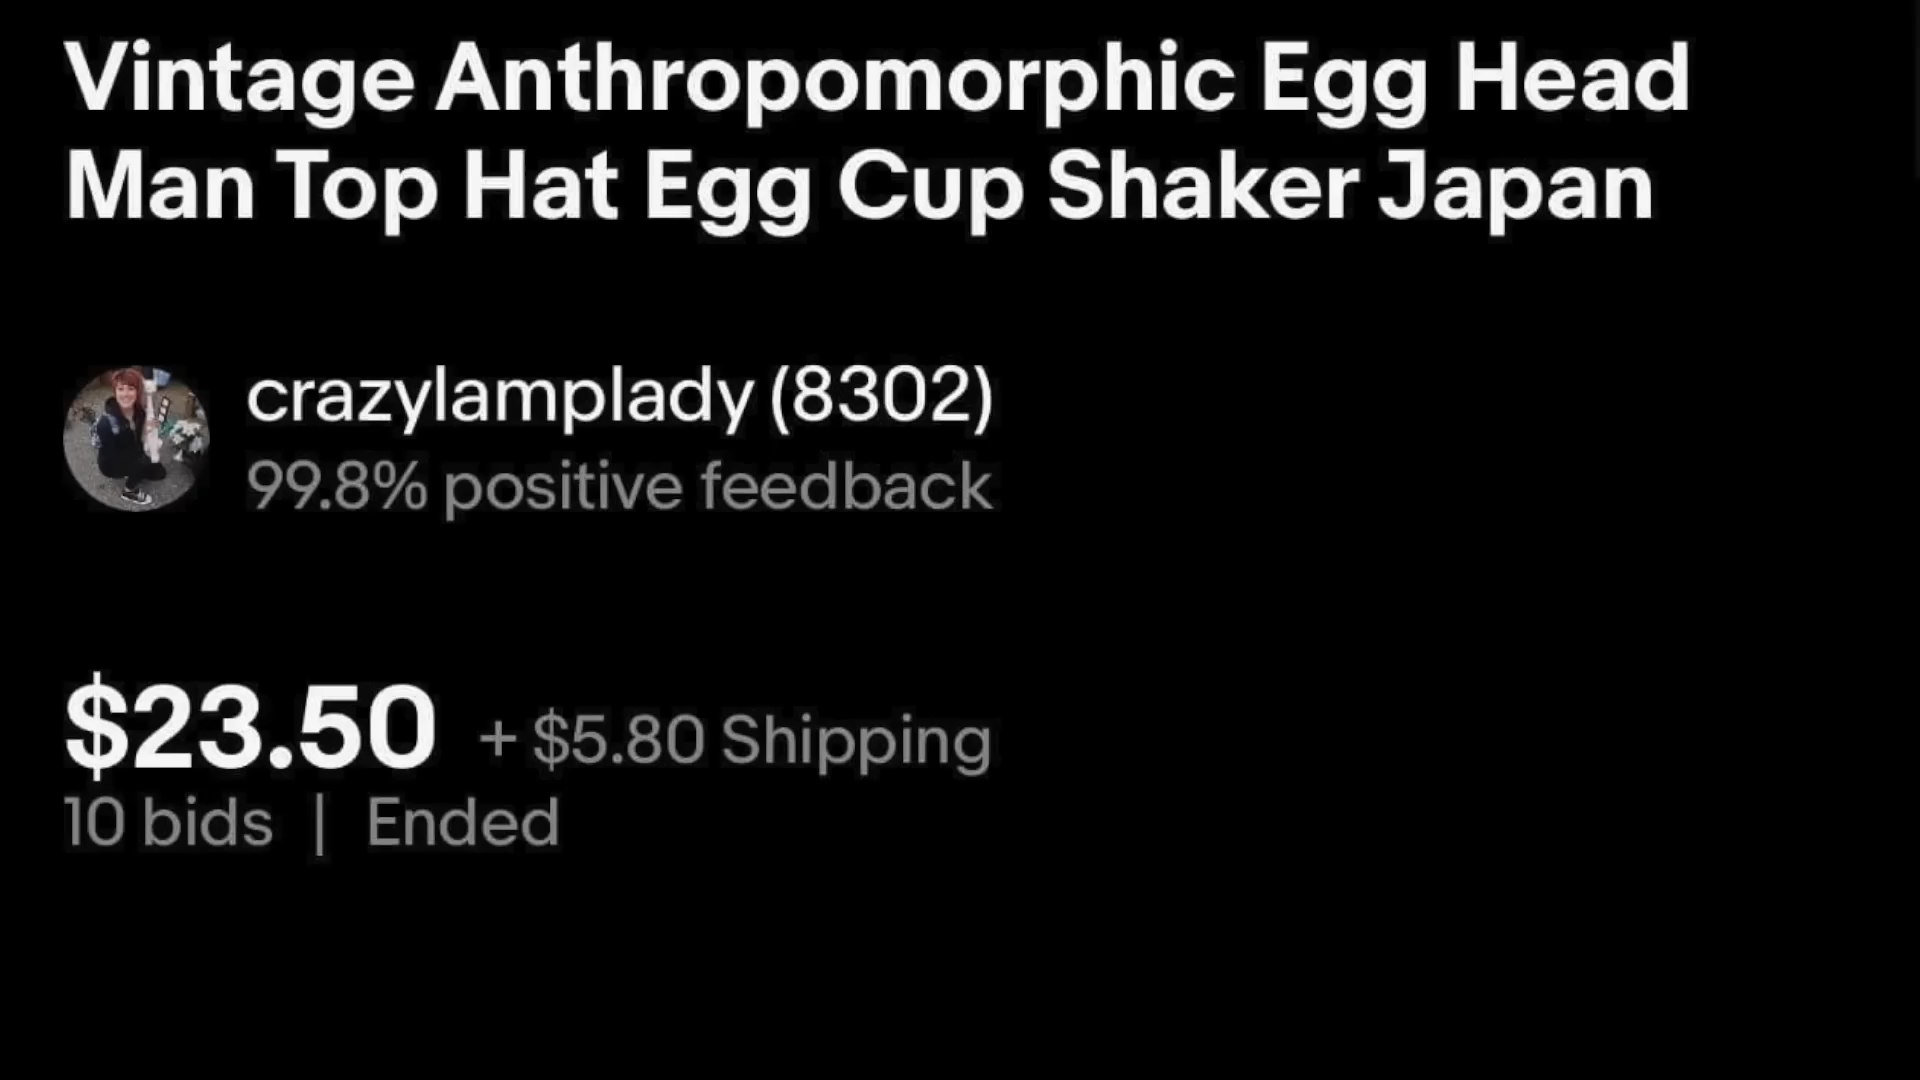 Vintage Anthropomorphic Egg Head
Man Top Hat Egg Cup Shaker Japan
crazylamplady (8302)
99.8% positive feedback
$23.50 + $5.80 Shipping
10 bids | Ended